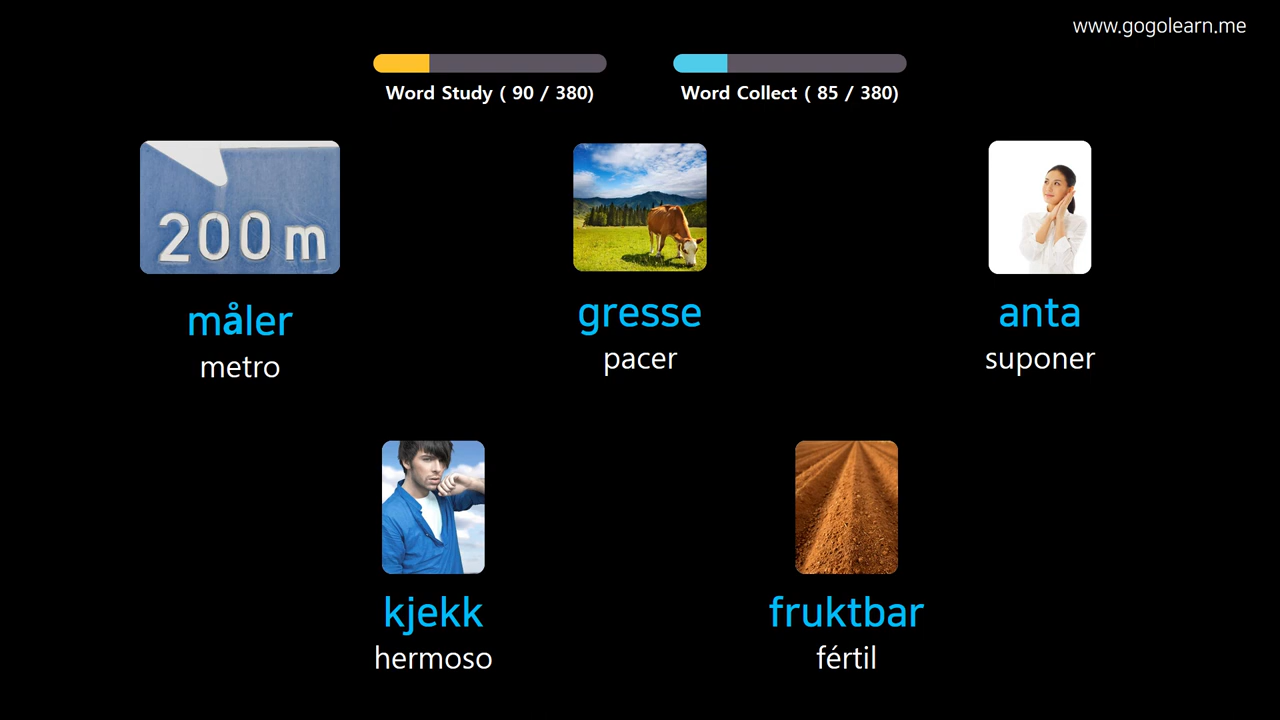 www.gogolearn.me
Word Study ( 90 / 380)
Word Collect ( 85 / 380)
200 m
måler
metro
gresse
pacer
anta
suponer
kjekk
hermoso
fruktbar
fértil